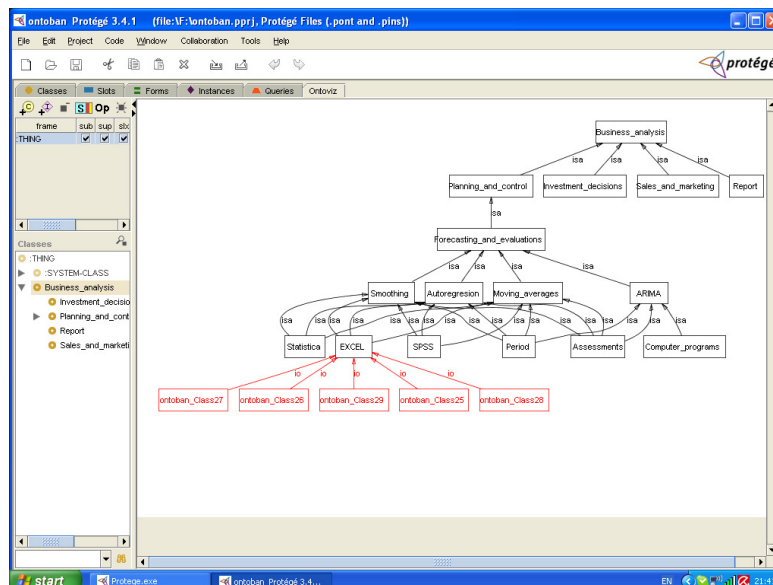 ontoban Protégé 3.4.1 (file:\F:\ontoban.pprj, Protégé Files (.pont and .pins))
File Edit Project Code Window Collaboration Tools Help
protégé
Classes Slots Forms Instances Queries Ontoviz
C I S Op
frame sub sup slx
:THING
Classes
:THING
:SYSTEM-CLASS
Business_analysis
Investment_decisio
Planning_and_cont
Report
Sales_and_marketi
Business_analysis
isa isa isa isa
Planning_and_control Investment_decisions Sales_and_marketing Report
isa
Forecasting_and_evaluations
isa isa isa isa
Smoothing Autoregresion Moving_averages ARIMA
isa isa isa isa isa isa isa isa isa isa isa isa isa isa isa isa
Statistica EXCEL SPSS Period Assessments Computer_programs
io io io io io
ontoban_Class27 ontoban_Class26 ontoban_Class29 ontoban_Class25 ontoban_Class28
start Protege.exe ontoban Protégé 3.4... EN